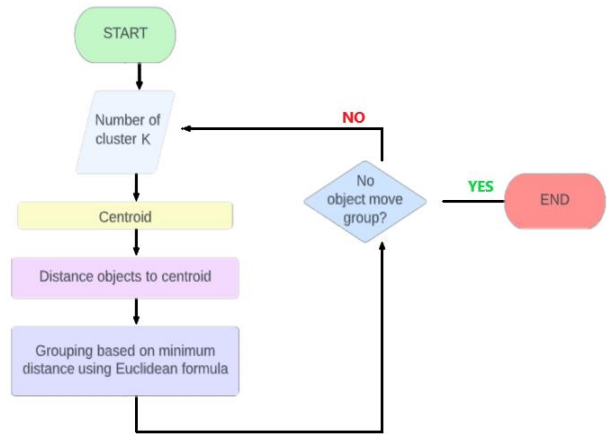 START
Number of
cluster K
Centroid
Distance objects to centroid
Grouping based on minimum
distance using Euclidean formula
NO
No
object move
group?
YES
END